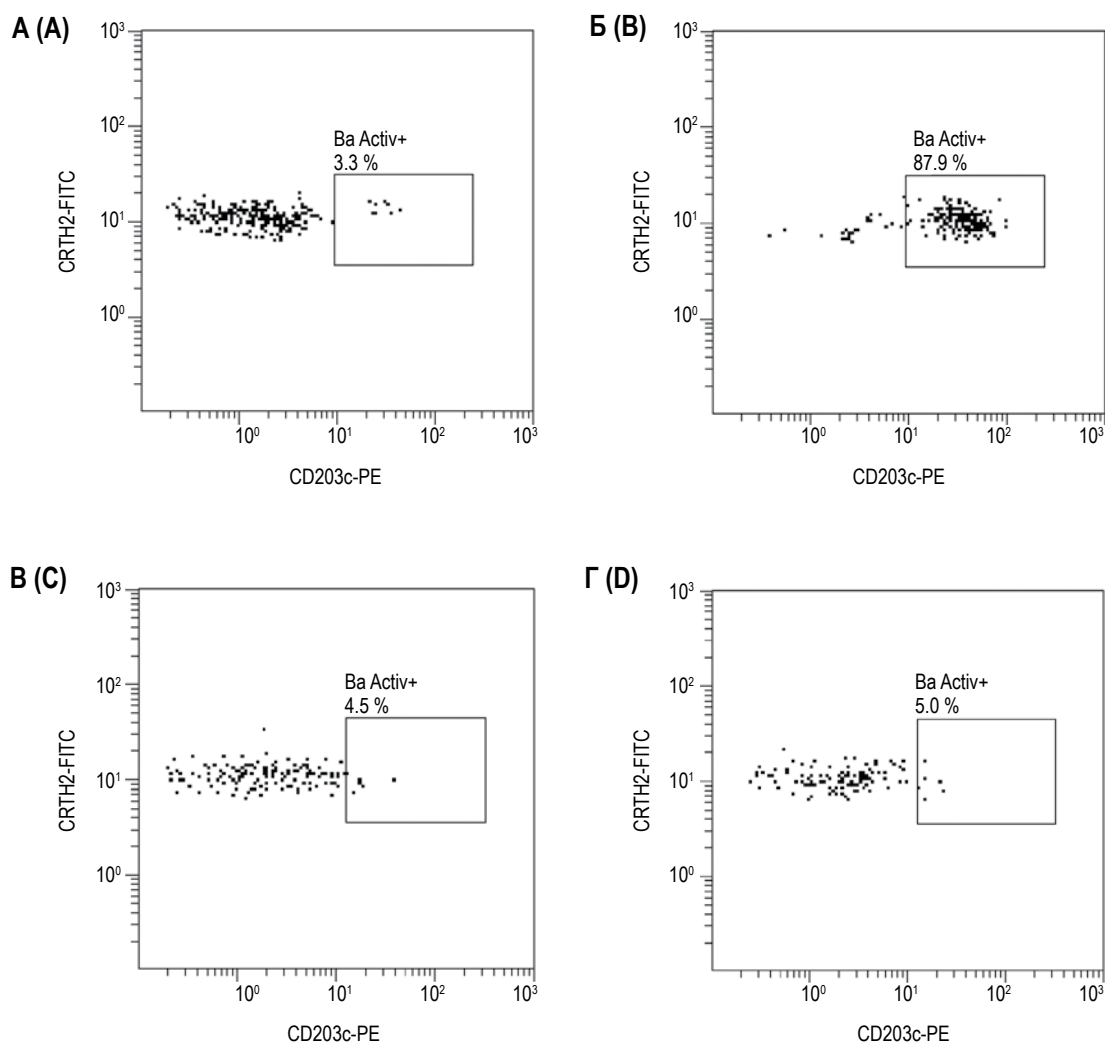 А (A)
10³
10²
10¹
10⁰
CRTH2-FITC
Ba Activ+
3.3 %
10⁰ 10¹ 10² 10³
CD203c-PE
Б (B)
10³
10²
10¹
10⁰
CRTH2-FITC
Ba Activ+
87.9 %
10⁰ 10¹ 10² 10³
CD203c-PE
В (C)
10³
10²
10¹
10⁰
CRTH2-FITC
Ba Activ+
4.5 %
10⁰ 10¹ 10² 10³
CD203c-PE
Г (D)
10³
10²
10¹
10⁰
CRTH2-FITC
Ba Activ+
5.0 %
10⁰ 10¹ 10² 10³
CD203c-PE